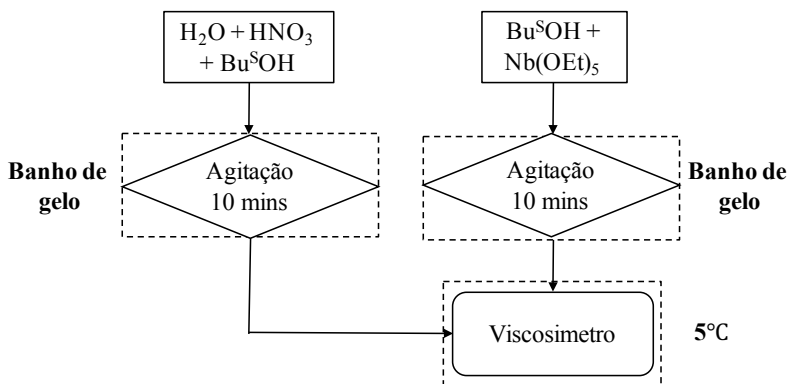 H₂O + HNO₃
+ BuˢOH
BuˢOH +
Nb(OEt)₅
Banho de
gelo
Agitação
10 mins
Agitação
10 mins
Banho de
gelo
Viscosimetro
5°C